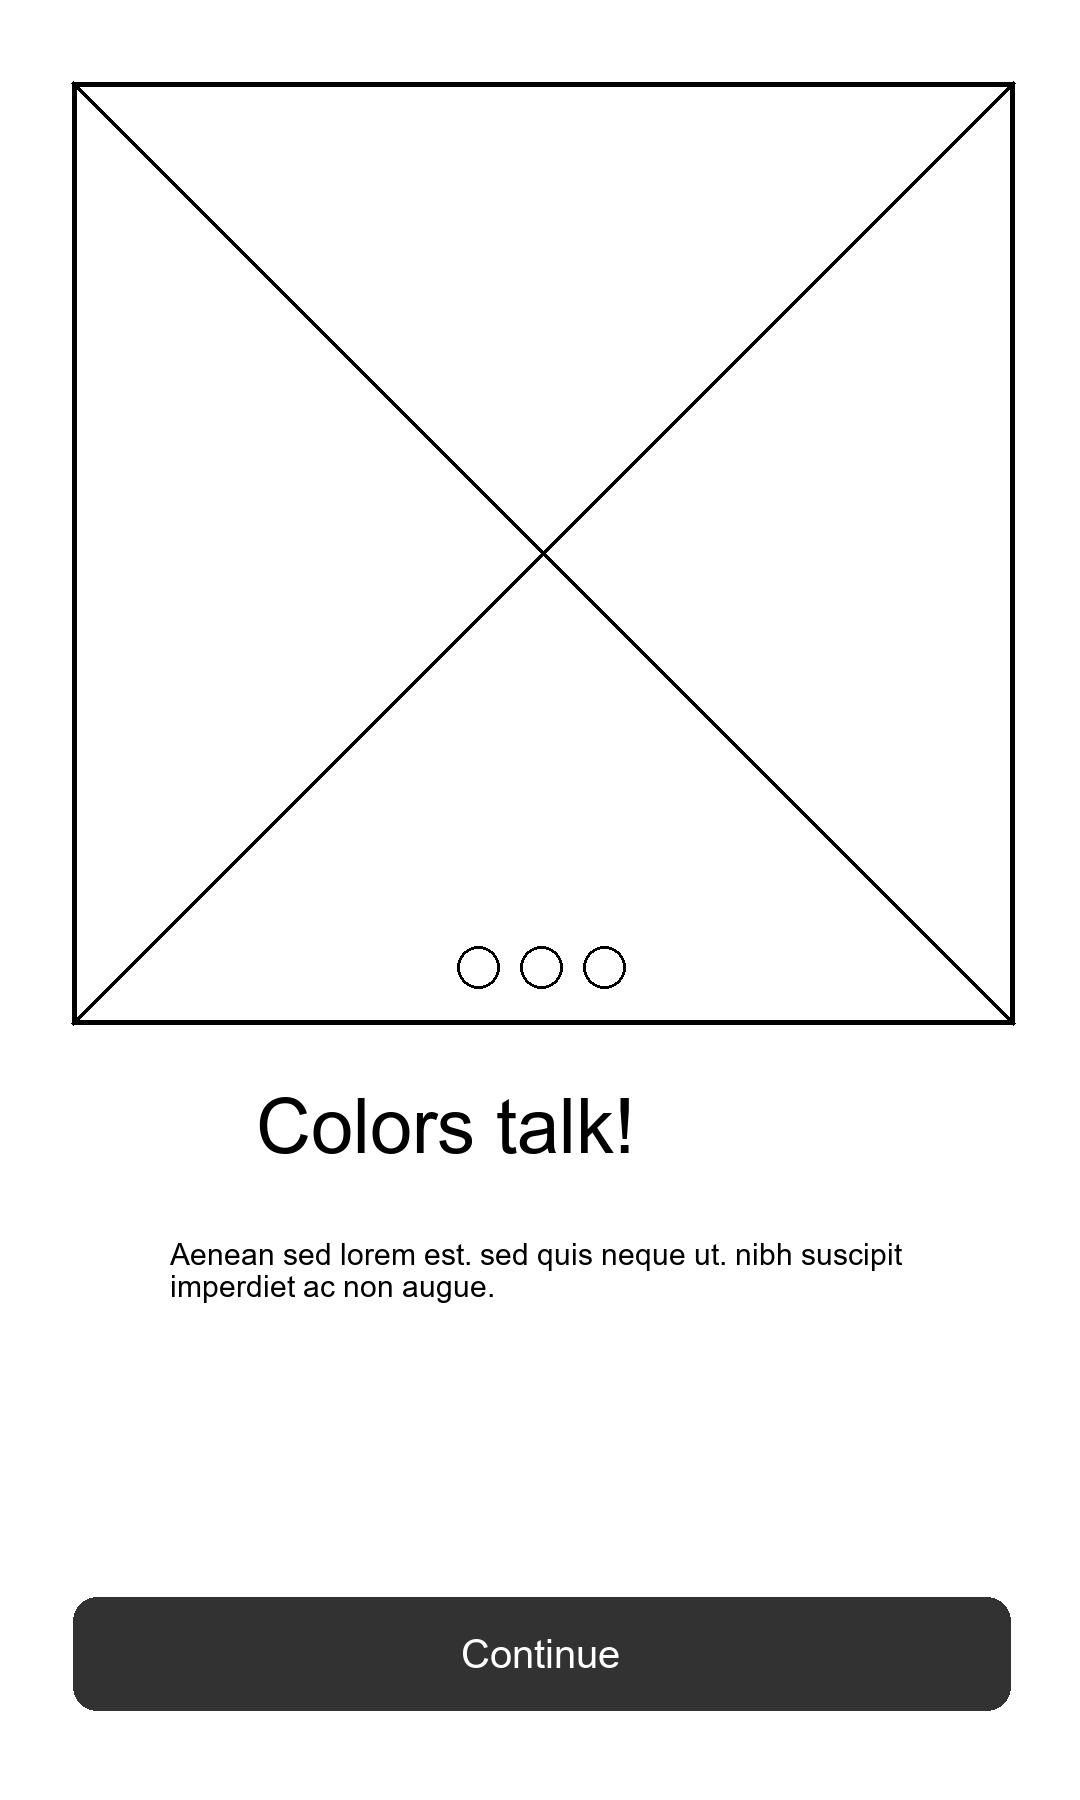 Colors talk!
Aenean sed lorem est. sed quis neque ut. nibh suscipit
imperdiet ac non augue.
Continue